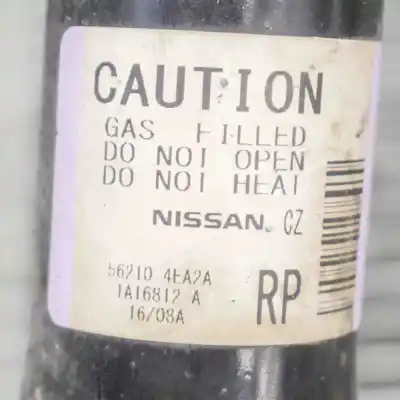 CAUTION
GAS FILLED
DO NOT OPEN
DO NOT HEAT
NISSAN CZ
56210 4EA2A
1A16812 A
16/08A
RP